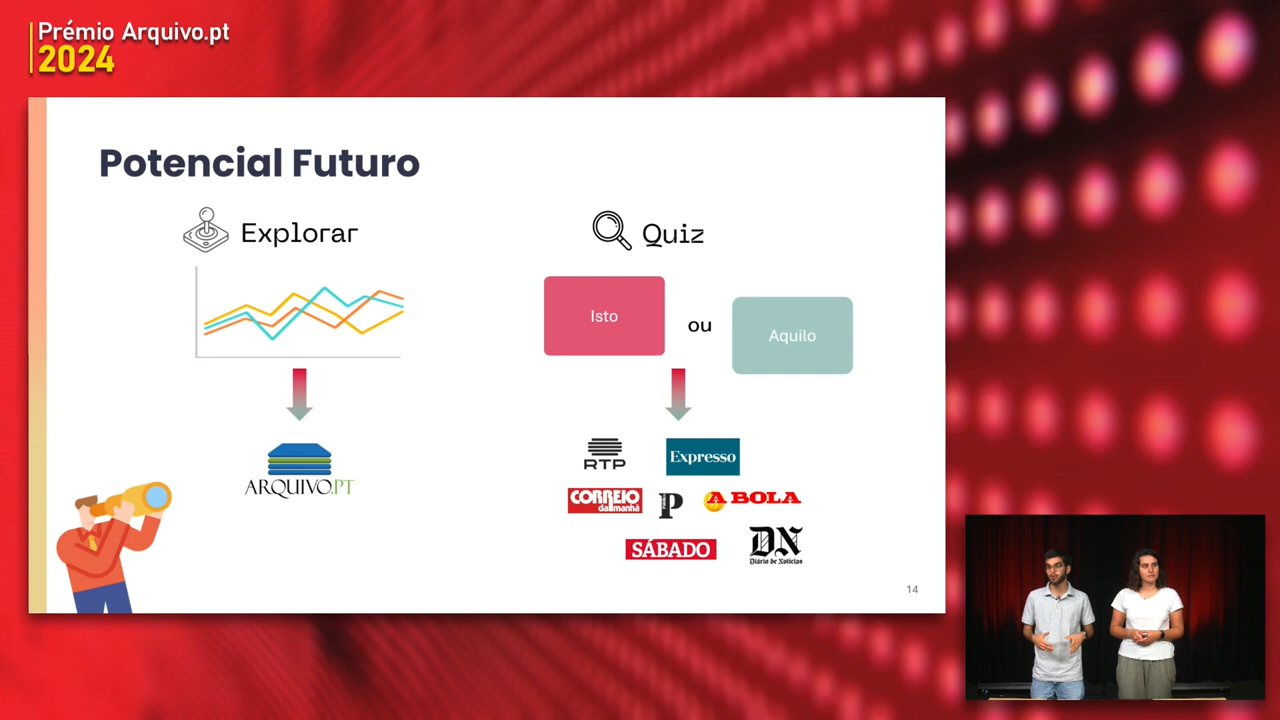 Prémio Arquivo.pt
2024
Potencial Futuro
Explorar
Quiz
Isto
ou
Aquilo
ARQUIVO.PT
RTP
Expresso
CORREIO
da manhã
P
A BOLA
SÁBADO
DN
Diário de Notícias
14